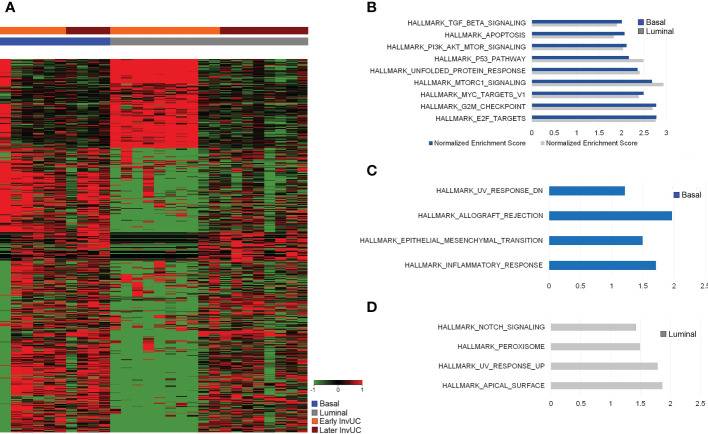 A
-1
1
Basal
Luminal
Early InvUC
Later InvUC
B
HALLMARK_TGF_BETA_SIGNALING
HALLMARK_APOPTOSIS
HALLMARK_PI3K_AKT_MTOR_SIGNALING
HALLMARK_P53_PATHWAY
HALLMARK_UNFOLDED_PROTEIN_RESPONSE
HALLMARK_MTORC1_SIGNALING
HALLMARK_MYC_TARGETS_V1
HALLMARK_G2M_CHECKPOINT
HALLMARK_E2F_TARGETS
0 0.5 1 1.5 2 2.5 3
Normalized Enrichment Score Normalized Enrichment Score
Basal
Luminal
C
HALLMARK_UV_RESPONSE_DN
HALLMARK_ALLOGRAFT_REJECTION
HALLMARK_EPITHELIAL_MESENCHYMAL_TRANSITION
HALLMARK_INFLAMMATORY_RESPONSE
0 0.5 1 1.5 2 2.5
Basal
D
HALLMARK_NOTCH_SIGNALING
HALLMARK_PEROXISOME
HALLMARK_UV_RESPONSE_UP
HALLMARK_APICAL_SURFACE
0 0.5 1 1.5 2 2.5
Luminal